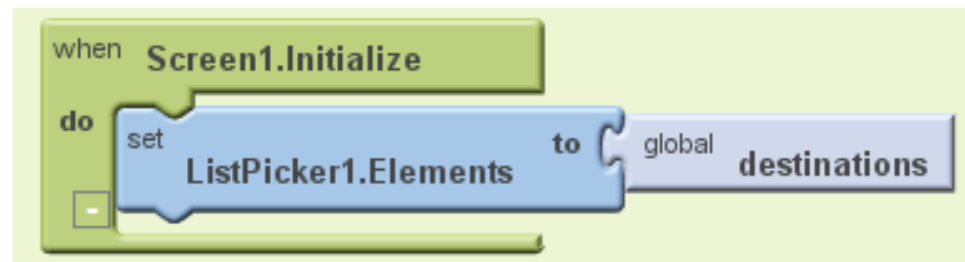 when Screen1.Initialize
do set ListPicker1.Elements to global destinations
-